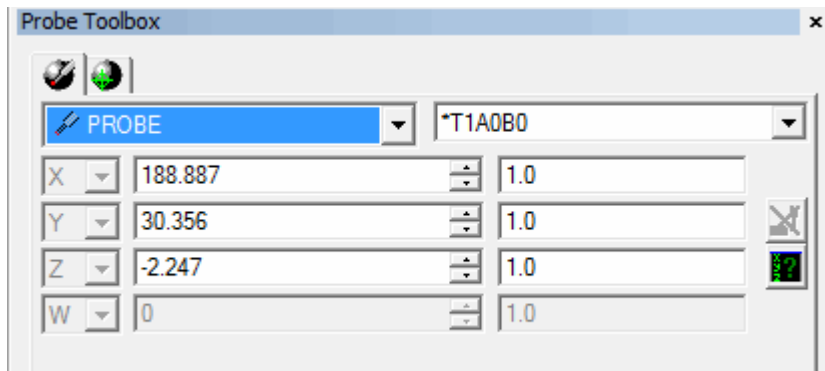 Probe Toolbox
PROBE *T1A0B0
X 188.887 1.0
Y 30.356 1.0
Z -2.247 1.0
W 0 1.0